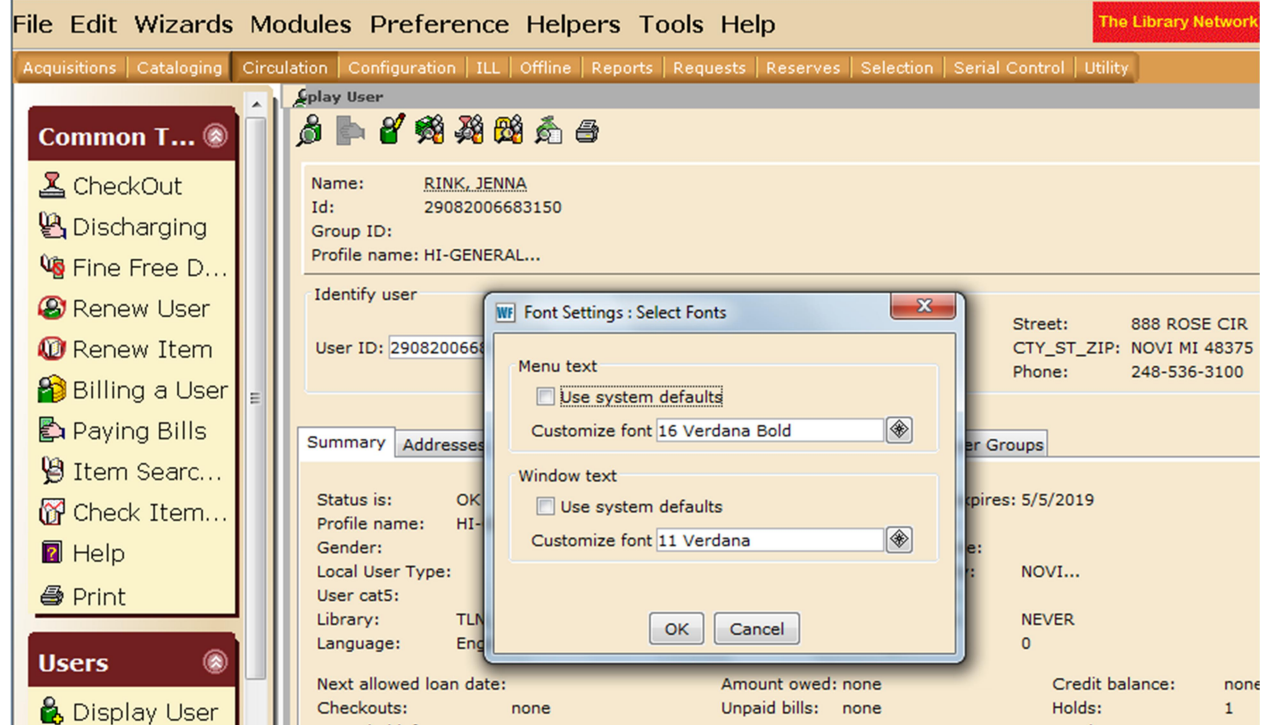 File Edit Wizards Modules Preference Helpers Tools Help
The Library Network
Acquisitions Cataloging Circulation Configuration ILL Offline Reports Requests Reserves Selection Serial Control Utility
play User
Common T...
CheckOut
Discharging
Fine Free D...
Renew User
Renew Item
Billing a User
Paying Bills
Item Searc...
Check Item...
Help
Print
Users
Display User
Name: RINK, JENNA
Id: 29082006683150
Group ID:
Profile name: HI-GENERAL...
Identify user
User ID: 290820066
Street: 888 ROSE CIR
CTY_ST_ZIP: NOVI MI 48375
Phone: 248-536-3100
WF Font Settings : Select Fonts
Menu text
Use system defaults
Customize font 16 Verdana Bold
Window text
Use system defaults
Customize font 11 Verdana
OK Cancel
Summary Addresses er Groups
Status is: OK xpires: 5/5/2019
Profile name: HI-
Gender: e:
Local User Type: : NOVI...
User cat5:
Library: TLN NEVER
Language: Eng 0
Next allowed loan date: Amount owed: none Credit balance: none
Checkouts: none Unpaid bills: none Holds: 1